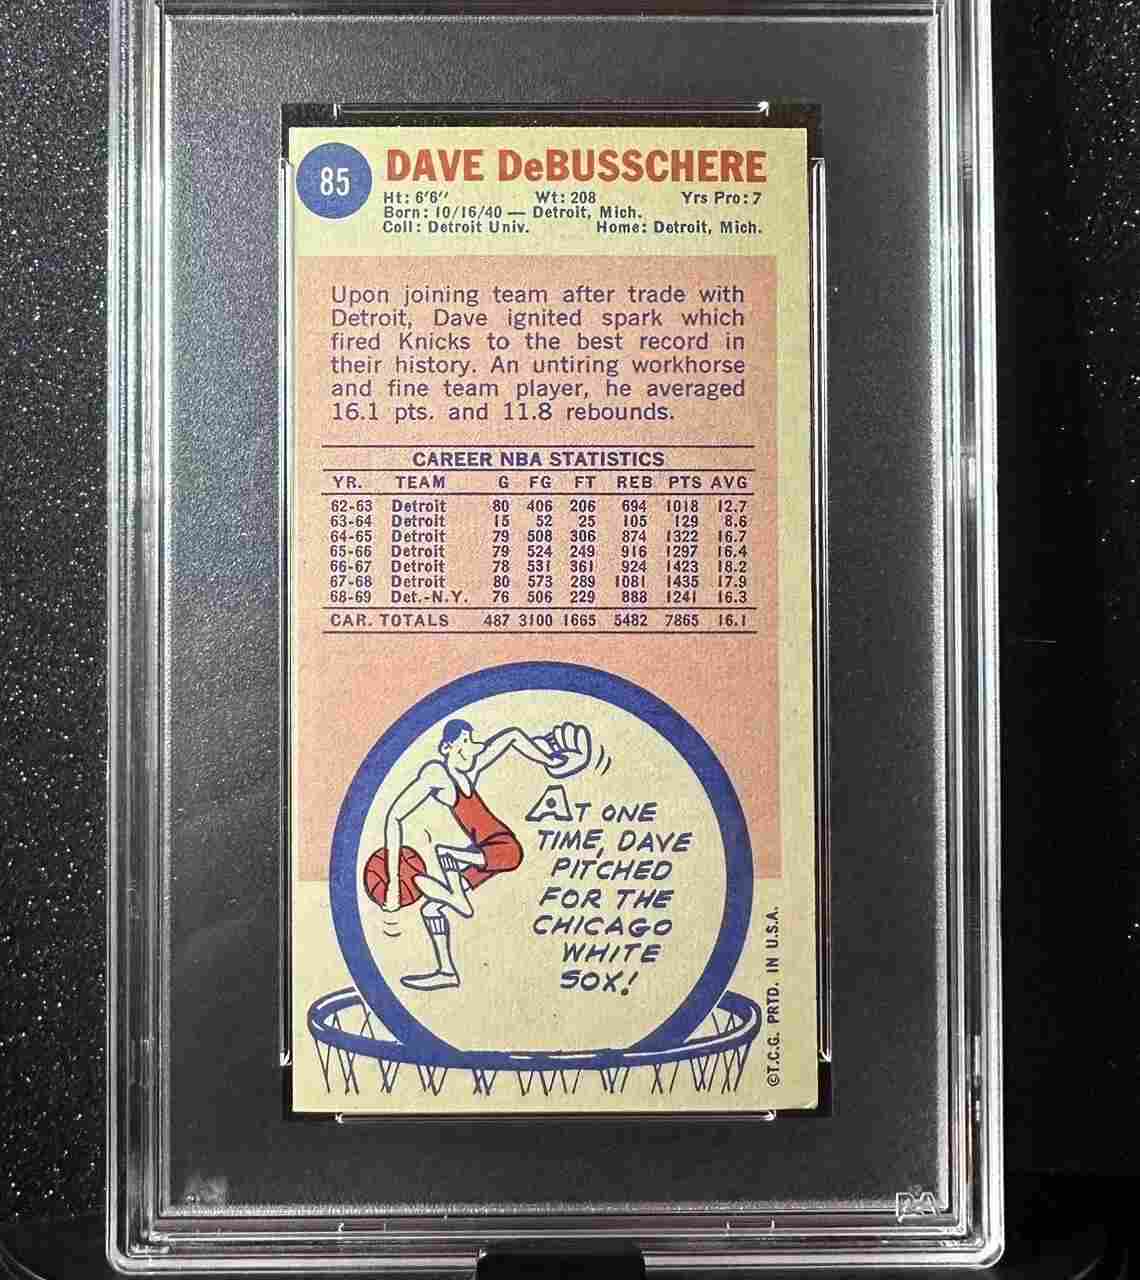 85
DAVE DeBUSSCHERE
Ht: 6'6" Wt: 208 Yrs Pro: 7
Born: 10/16/40 — Detroit, Mich.
Coll: Detroit Univ. Home: Detroit, Mich.
Upon joining team after trade with
Detroit, Dave ignited spark which
fired Knicks to the best record in
their history. An untiring workhorse
and fine team player, he averaged
16.1 pts. and 11.8 rebounds.
CAREER NBA STATISTICS
YR. TEAM G FG FT REB PTS AVG
62-63 Detroit 80 406 206 694 1018 12.7
63-64 Detroit 15 52 25 105 129 8.6
64-65 Detroit 79 508 306 874 1322 16.7
65-66 Detroit 79 524 249 916 1297 16.4
66-67 Detroit 78 531 361 924 1423 18.2
67-68 Detroit 80 573 289 1081 1435 17.9
68-69 Det.-N.Y. 76 506 229 888 1241 16.3
CAR. TOTALS 487 3100 1665 5482 7865 16.1
AT ONE
TIME, DAVE
PITCHED
FOR THE
CHICAGO
WHITE
SOX!
©T.C.G. PRTD. IN U.S.A.